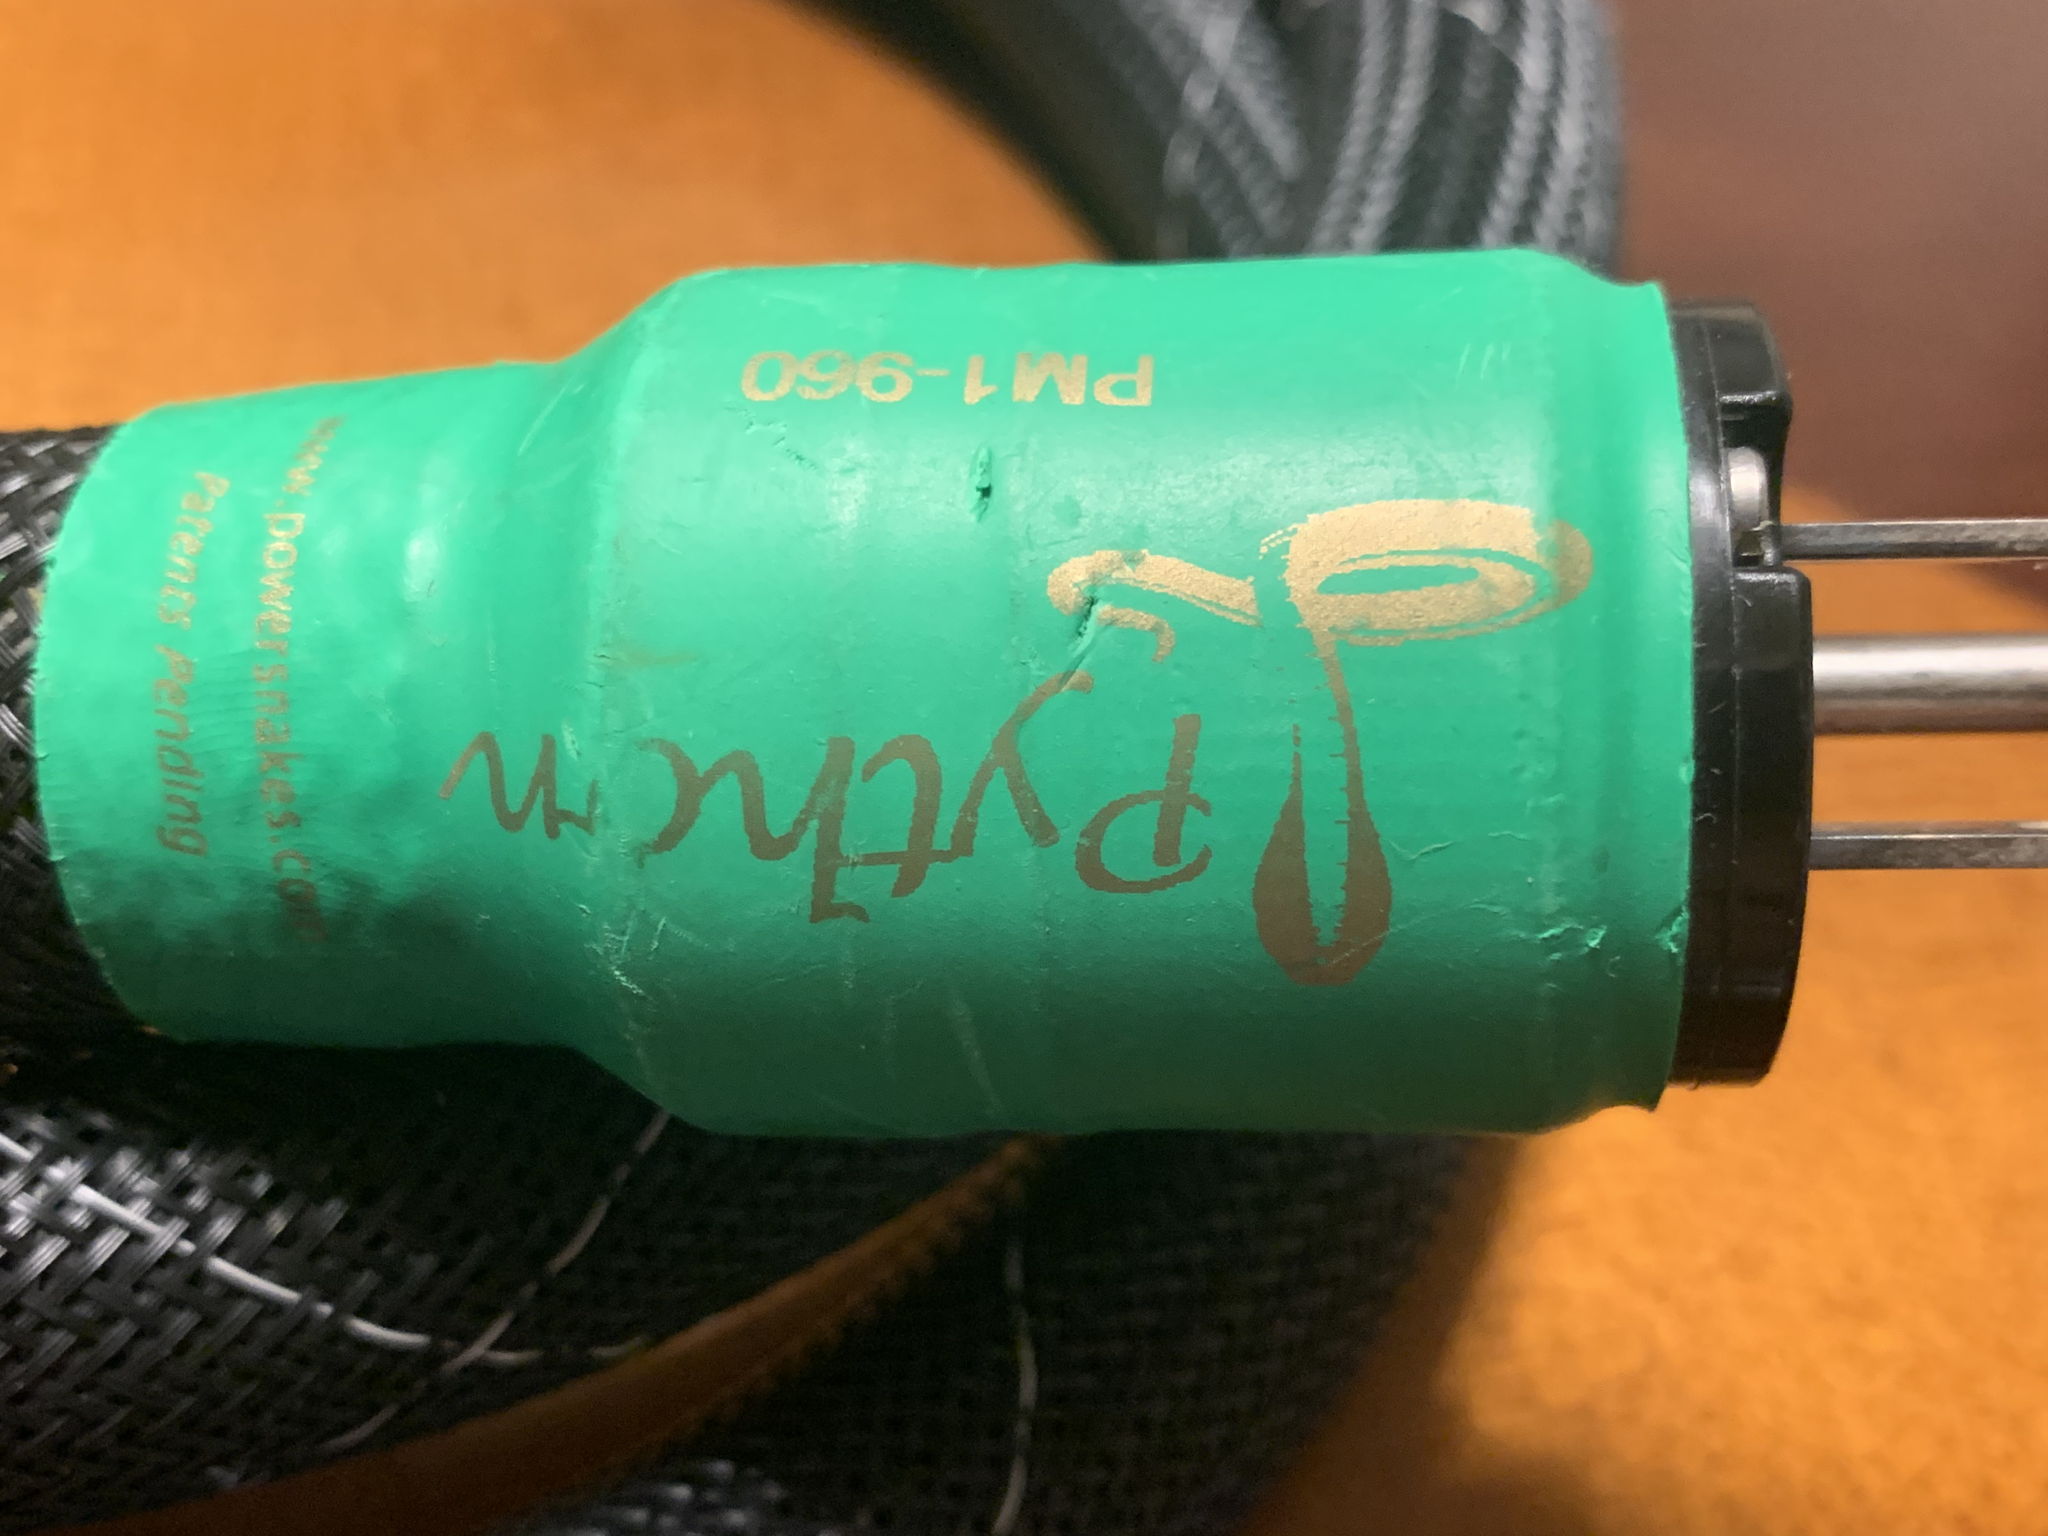 PM1-960
Python
www.powersnakes.com
Patents Pending